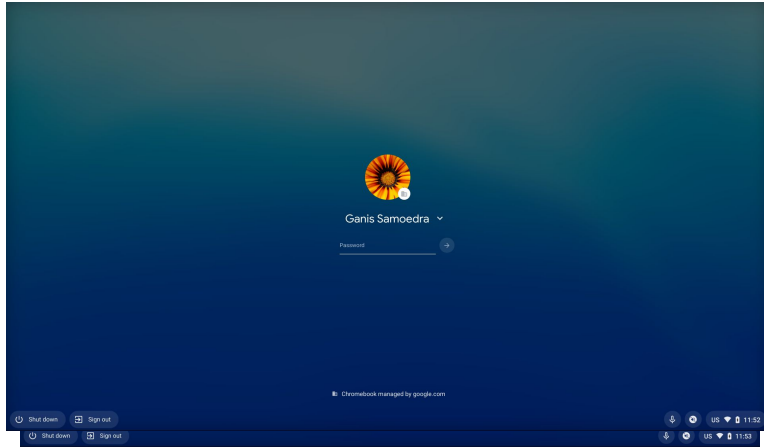 Ganis Samoedra
Password
Chromebook managed by google.com
Shut down Sign out US 11:52
Shut down Sign out US 11:53